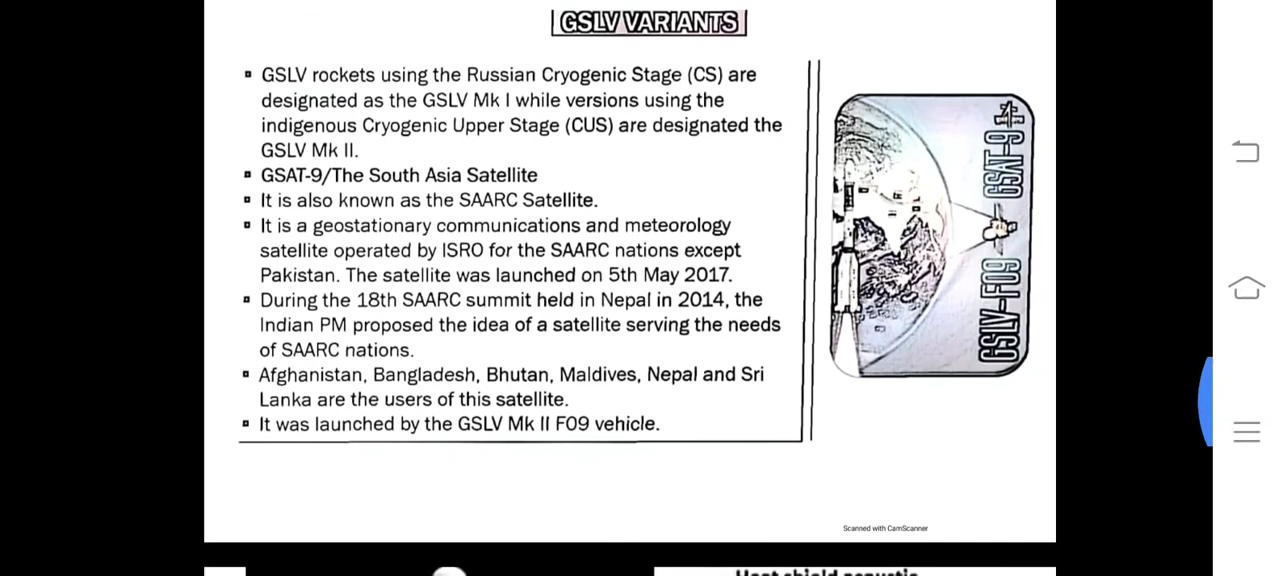 GSLV VARIANTS
▫ GSLV rockets using the Russian Cryogenic Stage (CS) are
designated as the GSLV Mk I while versions using the
indigenous Cryogenic Upper Stage (CUS) are designated the
GSLV Mk II.
▫ GSAT-9/The South Asia Satellite
▫ It is also known as the SAARC Satellite.
▫ It is a geostationary communications and meteorology
satellite operated by ISRO for the SAARC nations except
Pakistan. The satellite was launched on 5th May 2017.
▫ During the 18th SAARC summit held in Nepal in 2014, the
Indian PM proposed the idea of a satellite serving the needs
of SAARC nations.
▫ Afghanistan, Bangladesh, Bhutan, Maldives, Nepal and Sri
Lanka are the users of this satellite.
▫ It was launched by the GSLV Mk II F09 vehicle.
GSLV-F09
GSAT-9
Scanned with CamScanner
Heat shield acoustic